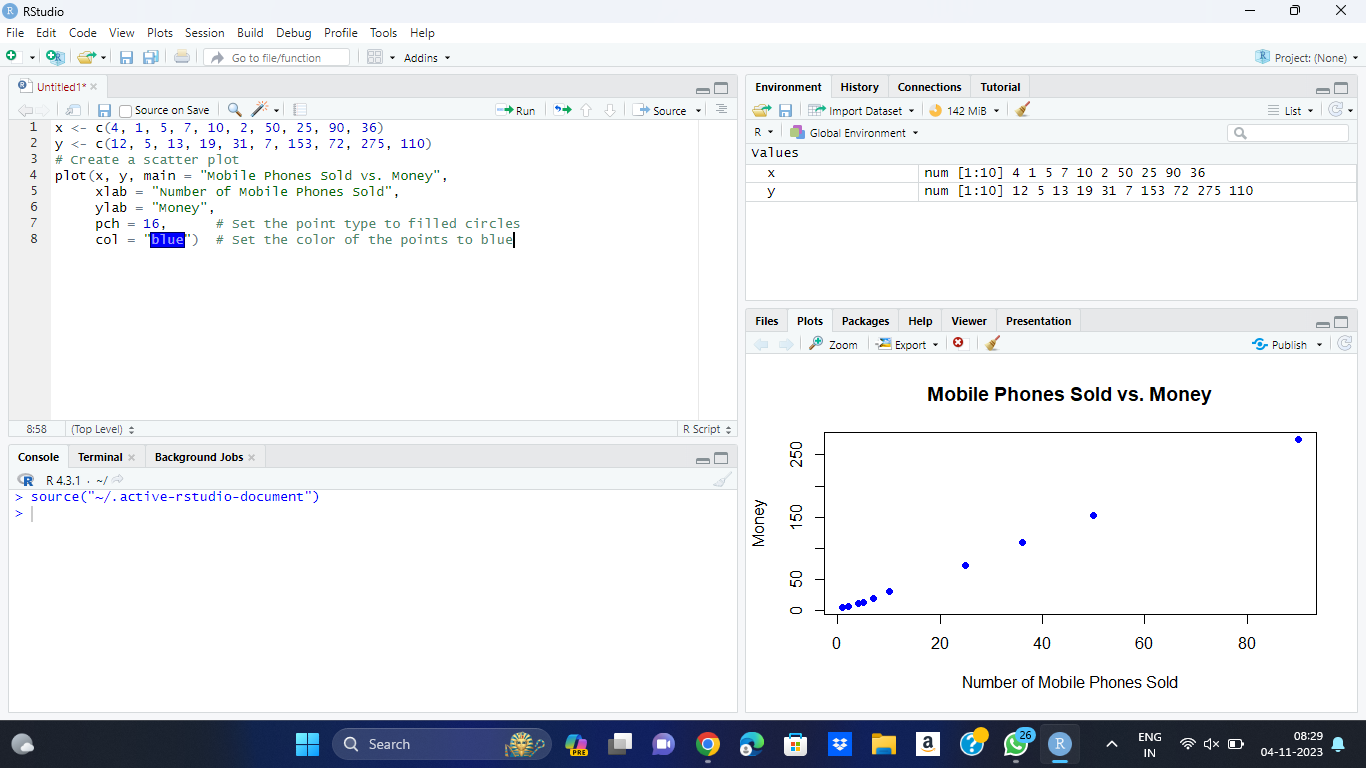 RStudio
File Edit Code View Plots Session Build Debug Profile Tools Help
Go to file/function Addins Project: (None)
Untitled1*
Source on Save Run Source
1 x <- c(4, 1, 5, 7, 10, 2, 50, 25, 90, 36)
2 y <- c(12, 5, 13, 19, 31, 7, 153, 72, 275, 110)
3 # Create a scatter plot
4 plot(x, y, main = "Mobile Phones Sold vs. Money",
5 xlab = "Number of Mobile Phones Sold",
6 ylab = "Money",
7 pch = 16, # Set the point type to filled circles
8 col = "blue") # Set the color of the points to blue
8:58 (Top Level) R Script
Console Terminal Background Jobs
R 4.3.1 · ~/
> source("~/.active-rstudio-document")
>
Environment History Connections Tutorial
Import Dataset 142 MiB List
R Global Environment
Values
x num [1:10] 4 1 5 7 10 2 50 25 90 36
y num [1:10] 12 5 13 19 31 7 153 72 275 110
Files Plots Packages Help Viewer Presentation
Zoom Export Publish
Mobile Phones Sold vs. Money
Money
250
150
50
0
0 20 40 60 80
Number of Mobile Phones Sold
Search PRE a 26 R
ENG
IN
08:29
04-11-2023